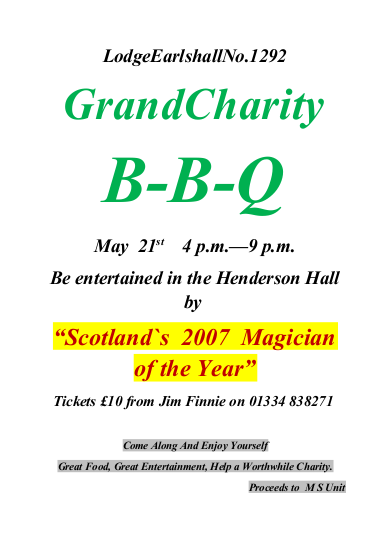 LodgeEarlshallNo.1292
GrandCharity
B-B-Q
May 21st 4 p.m.—9 p.m.
Be entertained in the Henderson Hall
by
“Scotland`s 2007 Magician
of the Year”
Tickets £10 from Jim Finnie on 01334 838271
Come Along And Enjoy Yourself
Great Food, Great Entertainment, Help a Worthwhile Charity.
Proceeds to M S Unit